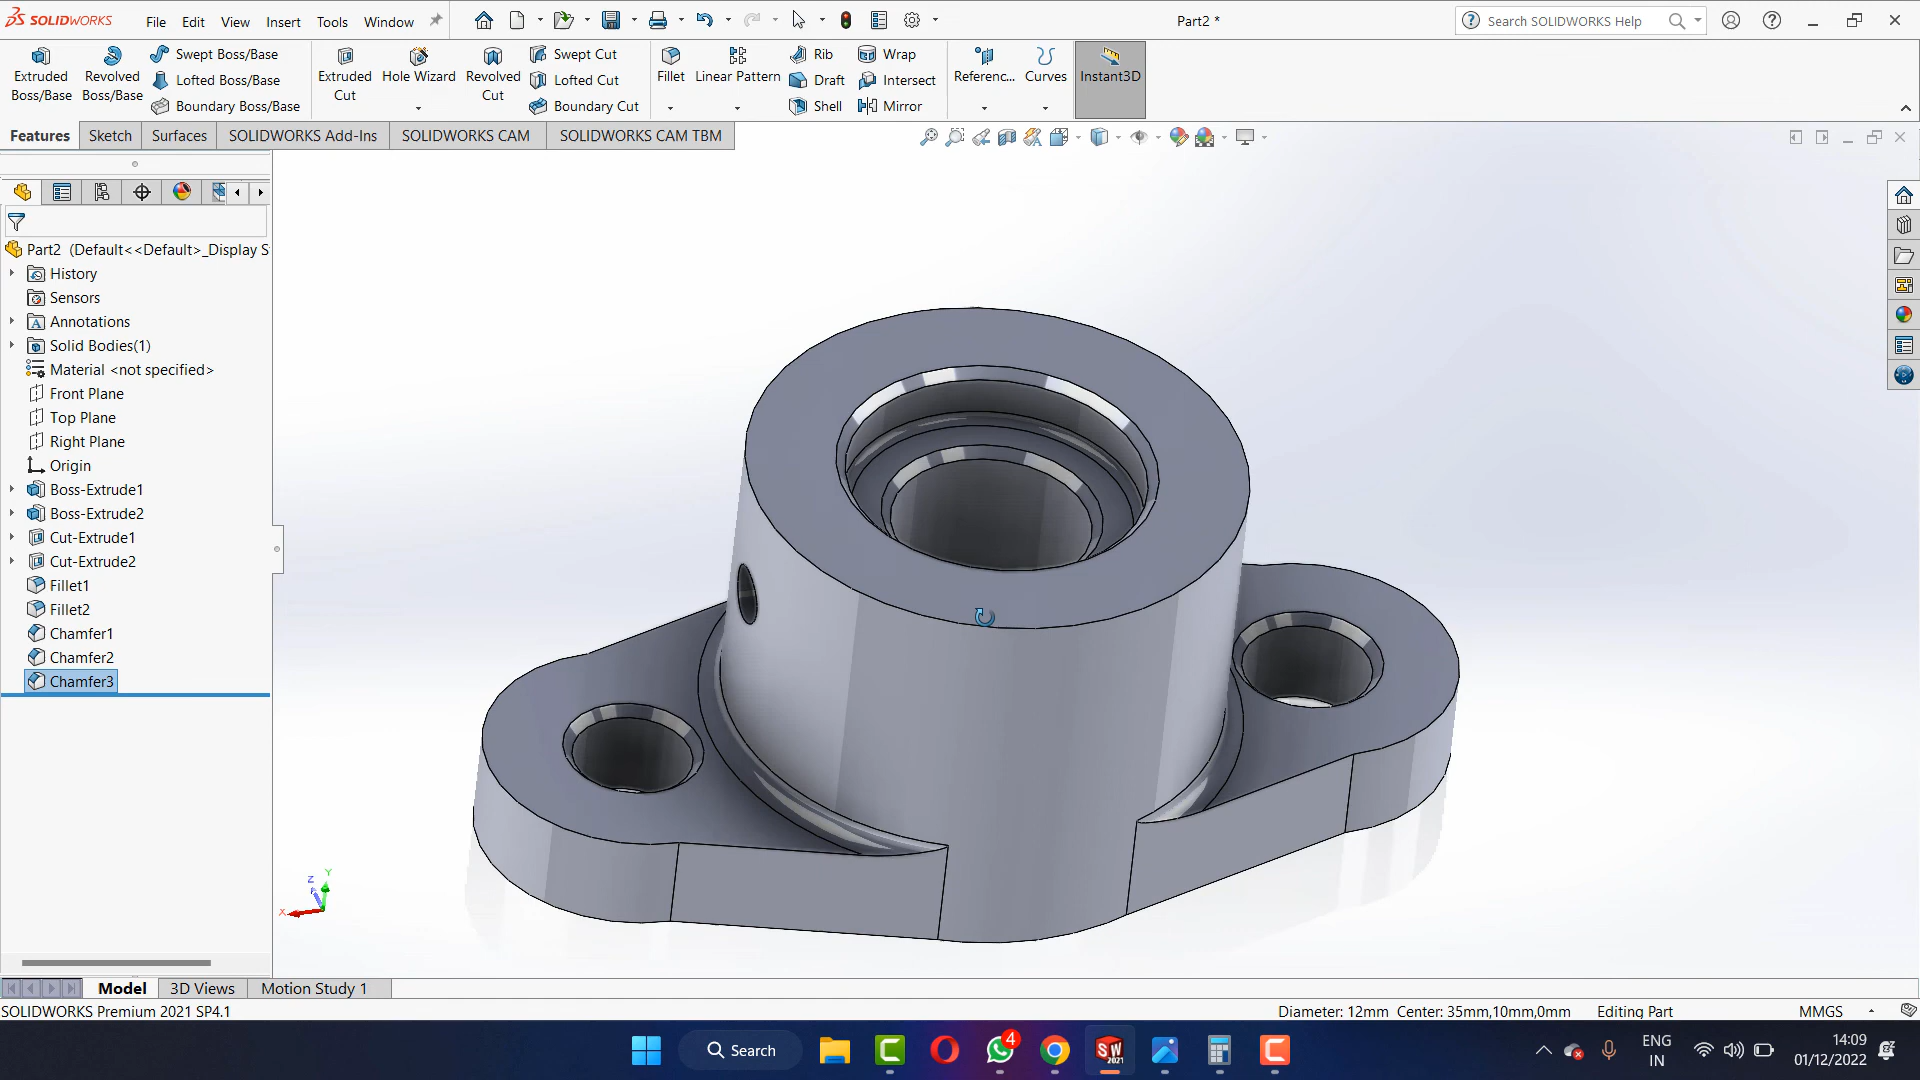 SOLIDWORKS File Edit View Insert Tools Window Part2 * Search SOLIDWORKS Help
Extruded Boss/Base
Revolved Boss/Base
Swept Boss/Base
Lofted Boss/Base
Boundary Boss/Base
Extruded Cut
Hole Wizard
Revolved Cut
Swept Cut
Lofted Cut
Boundary Cut
Fillet
Linear Pattern
Rib
Draft
Shell
Wrap
Intersect
Mirror
Referenc...
Curves
Instant3D
Features Sketch Surfaces SOLIDWORKS Add-Ins SOLIDWORKS CAM SOLIDWORKS CAM TBM
Part2 (Default<<Default>_Display S
History
Sensors
Annotations
Solid Bodies(1)
Material <not specified>
Front Plane
Top Plane
Right Plane
Origin
Boss-Extrude1
Boss-Extrude2
Cut-Extrude1
Cut-Extrude2
Fillet1
Fillet2
Chamfer1
Chamfer2
Chamfer3
Y
Z
X
Model 3D Views Motion Study 1
SOLIDWORKS Premium 2021 SP4.1 Diameter: 12mm Center: 35mm,10mm,0mm Editing Part MMGS
Search
4
SW
2021
ENG
IN
14:09
01/12/2022